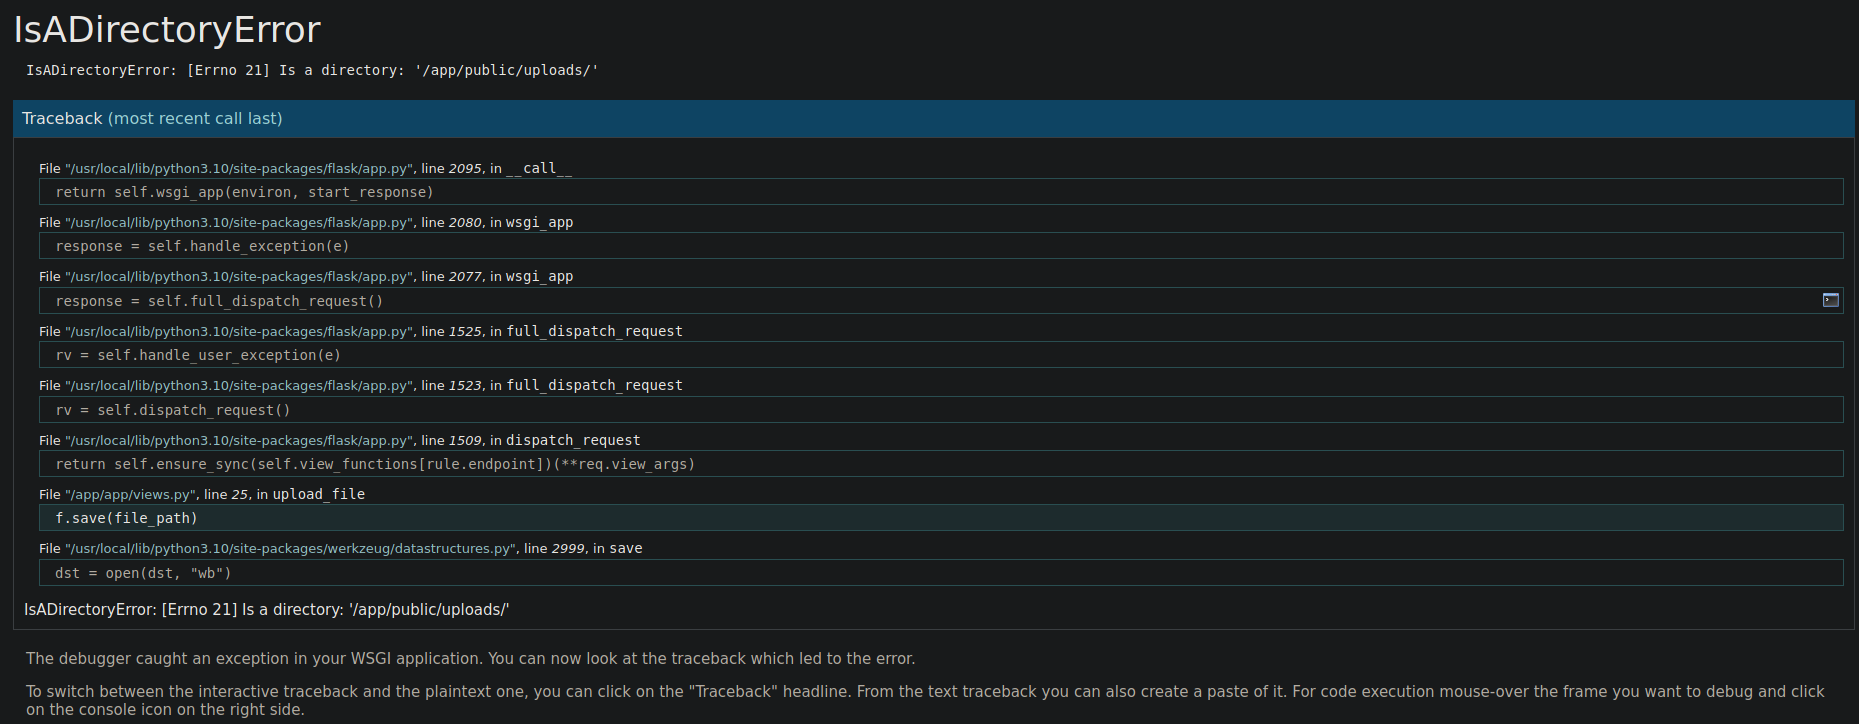 IsADirectoryError
IsADirectoryError: [Errno 21] Is a directory: '/app/public/uploads/'
Traceback (most recent call last)
File "/usr/local/lib/python3.10/site-packages/flask/app.py", line 2095, in __call__
return self.wsgi_app(environ, start_response)
File "/usr/local/lib/python3.10/site-packages/flask/app.py", line 2080, in wsgi_app
response = self.handle_exception(e)
File "/usr/local/lib/python3.10/site-packages/flask/app.py", line 2077, in wsgi_app
response = self.full_dispatch_request()
File "/usr/local/lib/python3.10/site-packages/flask/app.py", line 1525, in full_dispatch_request
rv = self.handle_user_exception(e)
File "/usr/local/lib/python3.10/site-packages/flask/app.py", line 1523, in full_dispatch_request
rv = self.dispatch_request()
File "/usr/local/lib/python3.10/site-packages/flask/app.py", line 1509, in dispatch_request
return self.ensure_sync(self.view_functions[rule.endpoint])(**req.view_args)
File "/app/app/views.py", line 25, in upload_file
f.save(file_path)
File "/usr/local/lib/python3.10/site-packages/werkzeug/datastructures.py", line 2999, in save
dst = open(dst, "wb")
IsADirectoryError: [Errno 21] Is a directory: '/app/public/uploads/'
The debugger caught an exception in your WSGI application. You can now look at the traceback which led to the error.
To switch between the interactive traceback and the plaintext one, you can click on the "Traceback" headline. From the text traceback you can also create a paste of it. For code execution mouse-over the frame you want to debug and click
on the console icon on the right side.